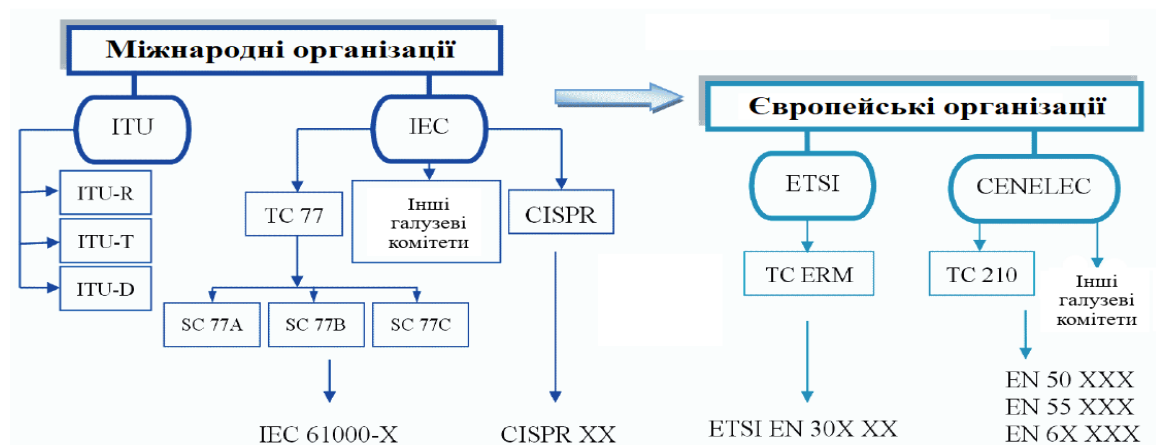 Міжнародні організації
ITU
IEC
ITU-R
ITU-T
ITU-D
TC 77
Інші
галузеві
комітети
CISPR
SC 77A
SC 77B
SC 77C
IEC 61000-X
CISPR XX
Європейські організації
ETSI
CENELEC
TC ERM
TC 210
Інші
галузеві
комітети
ETSI EN 30X XX
EN 50 XXX
EN 55 XXX
EN 6X XXX